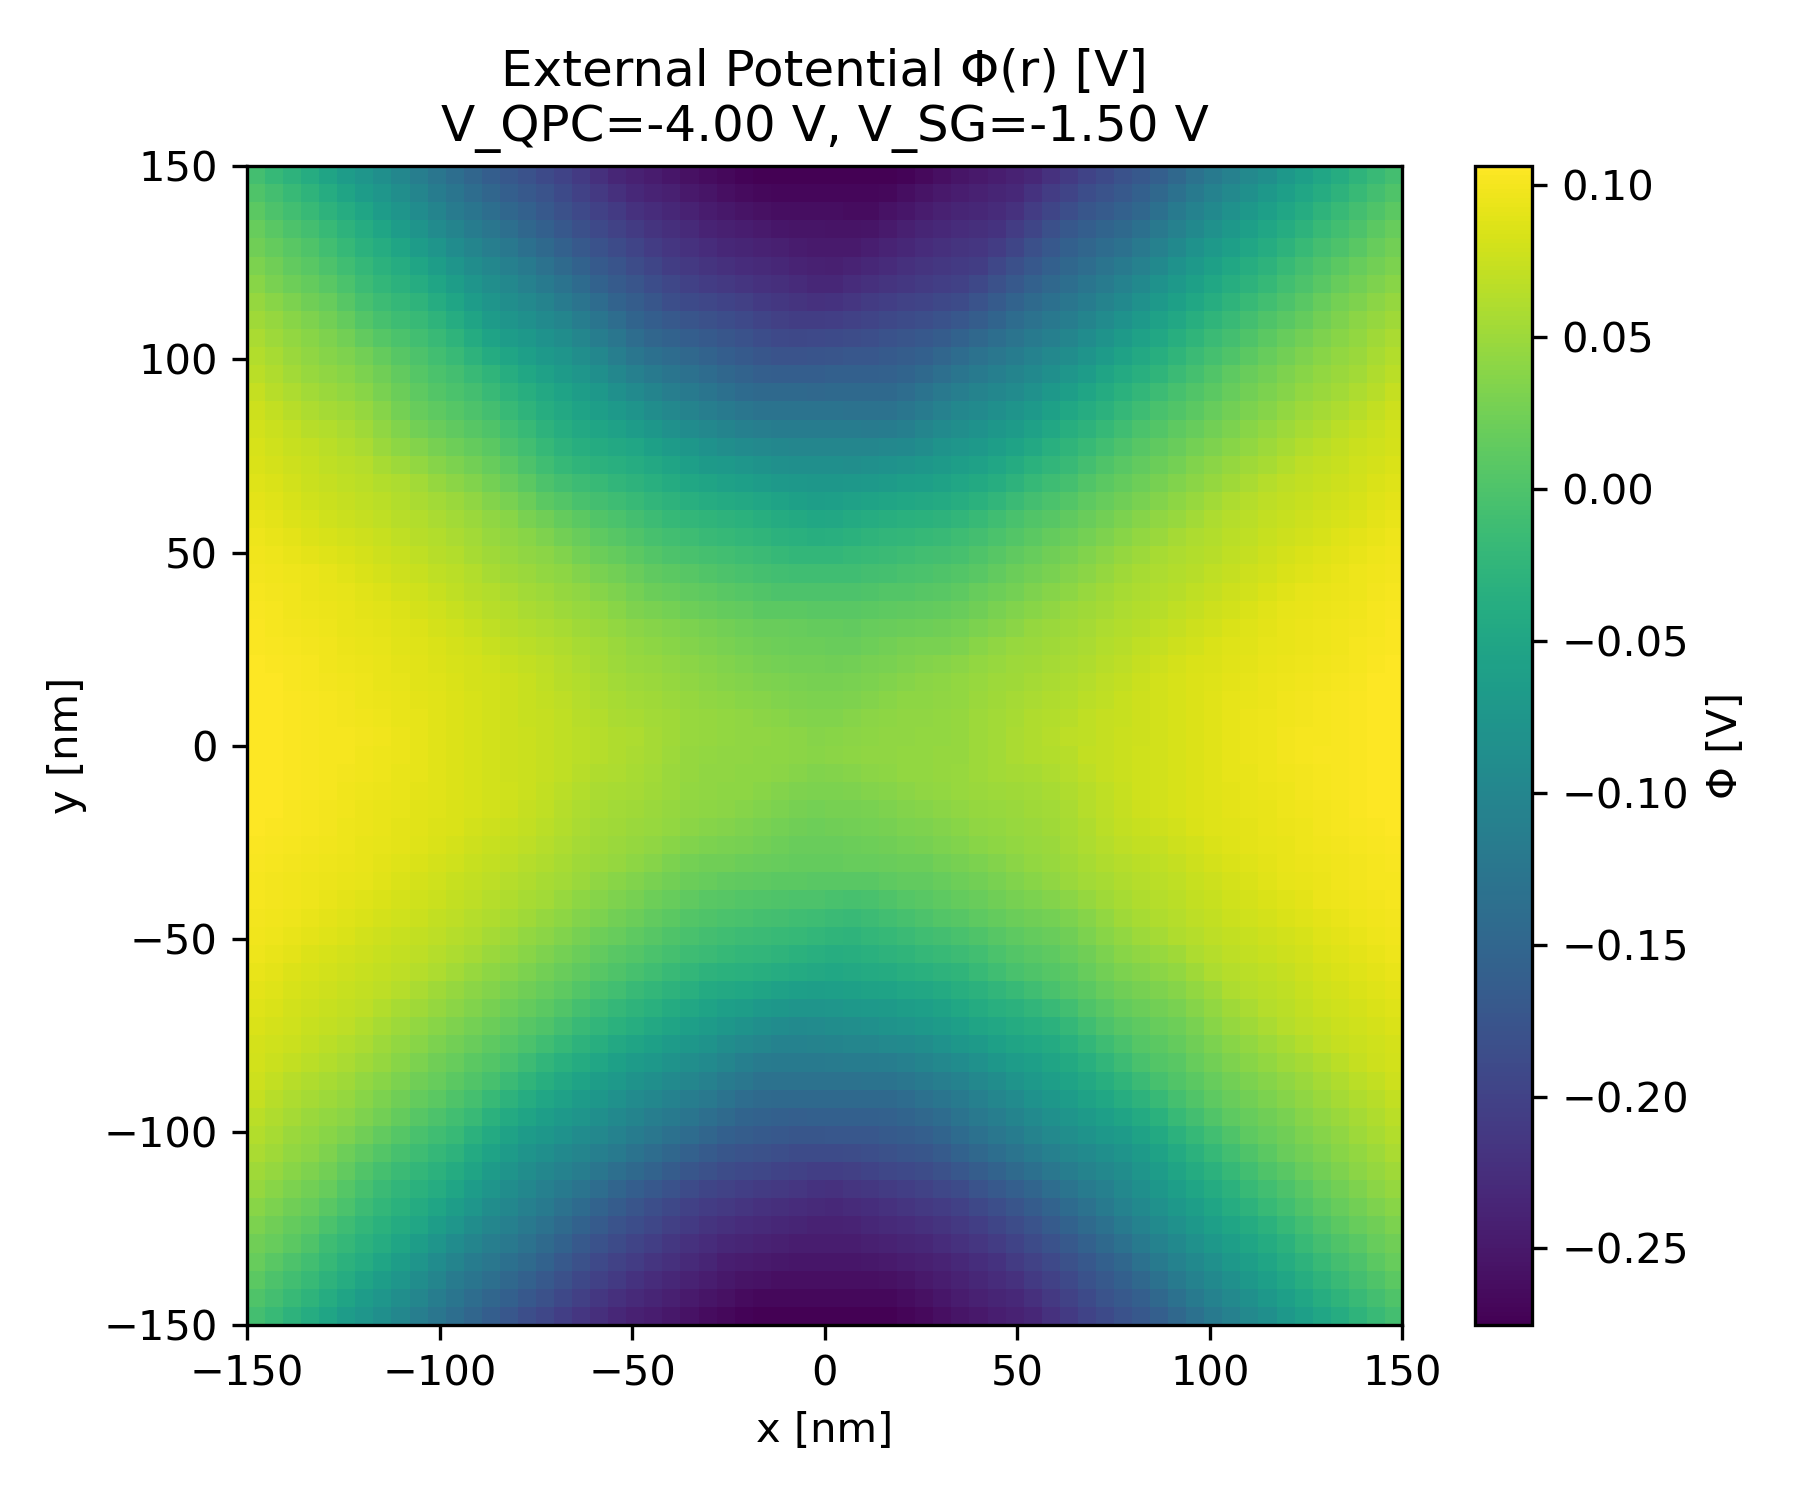 External Potential Φ(r) [V]
V_QPC=-4.00 V, V_SG=-1.50 V
150
100
50
0
−50
−100
−150
y [nm]
−150 −100 −50 0 50 100 150
x [nm]
0.10
0.05
0.00
−0.05
−0.10
−0.15
−0.20
−0.25
Φ [V]